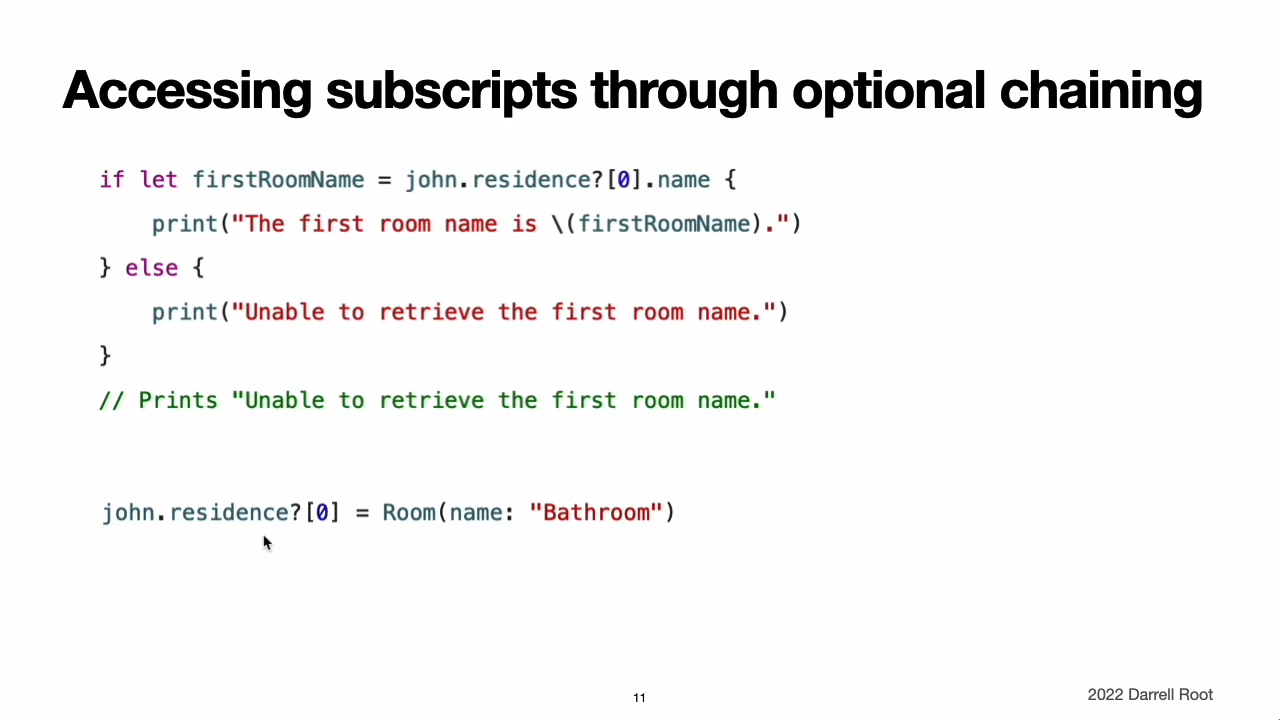 Accessing subscripts through optional chaining
if let firstRoomName = john.residence?[0].name {
    print("The first room name is \(firstRoomName).")
} else {
    print("Unable to retrieve the first room name.")
}
// Prints "Unable to retrieve the first room name."
john.residence?[0] = Room(name: "Bathroom")
11
2022 Darrell Root